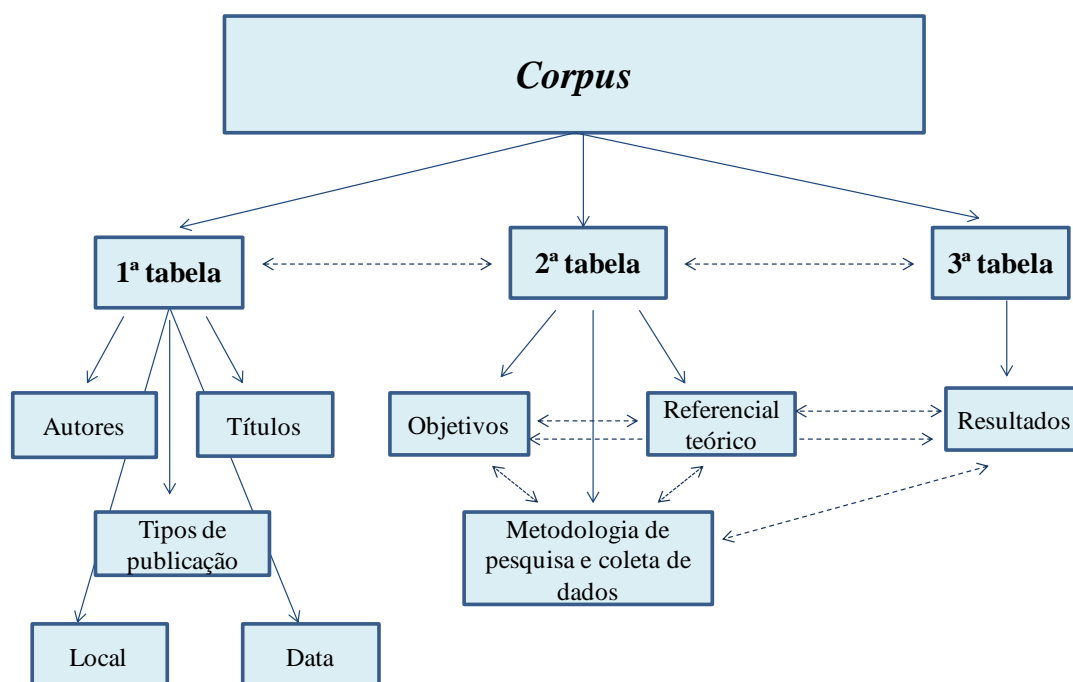 Corpus
1ª tabela
2ª tabela
3ª tabela
Autores
Títulos
Objetivos
Referencial
teórico
Resultados
Tipos de
publicação
Metodologia de
pesquisa e coleta de
dados
Local
Data